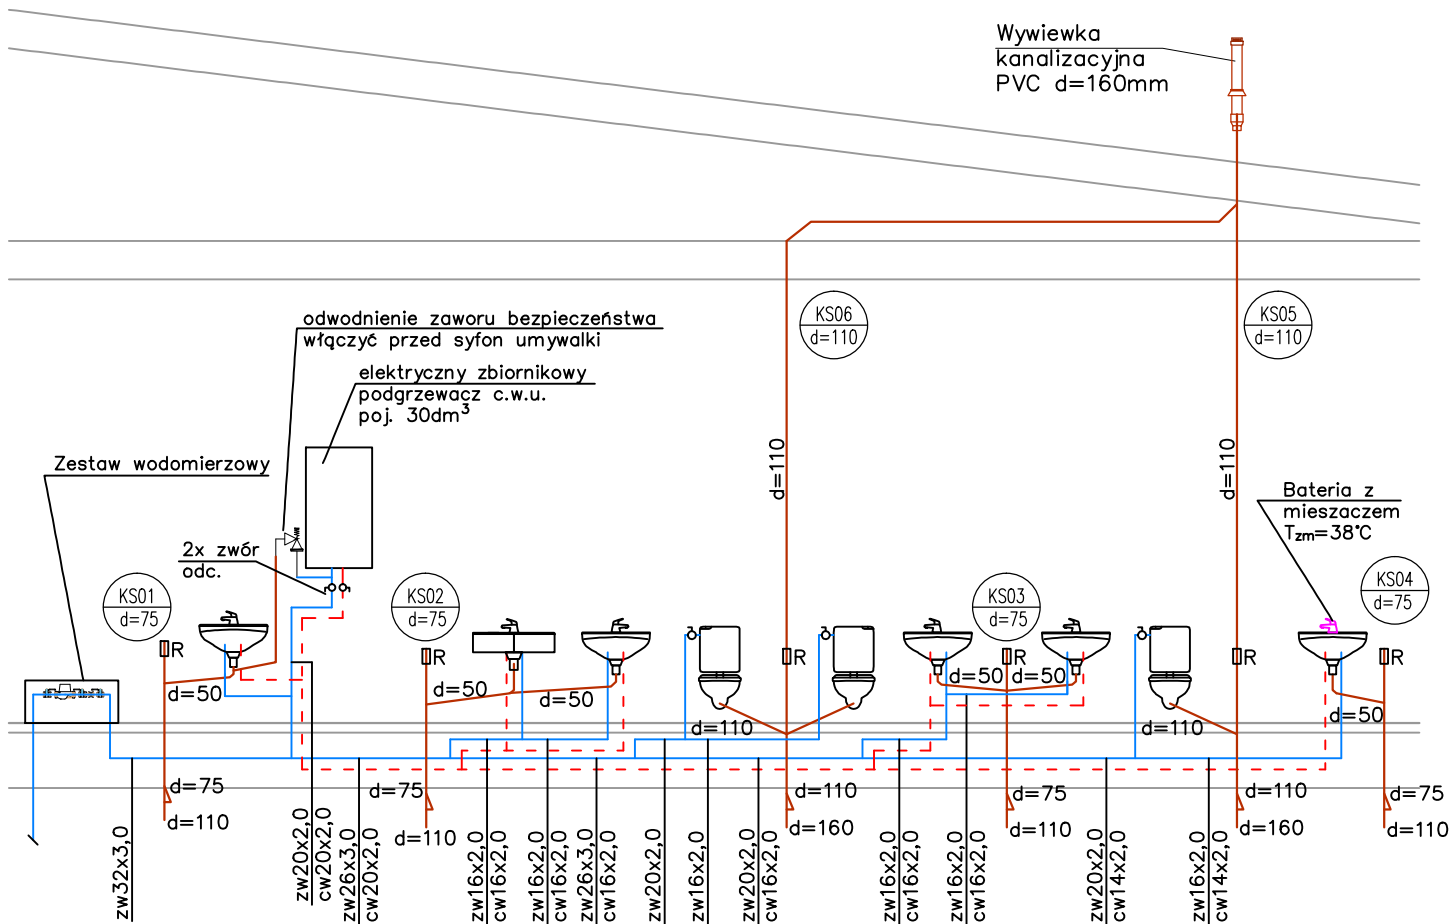 Wywiewka
kanalizacyjna
PVC d=160mm
KS06
d=110
KS05
d=110
odwodnienie zaworu bezpieczeństwa
włączyć przed syfon umywalki
elektryczny zbiornikowy
podgrzewacz c.w.u.
poj. 30dm³
Zestaw wodomierzowy
d=110
d=110
Bateria z
mieszaczem
Tzm=38°C
2x zwór
odc.
KS01
d=75
KS02
d=75
KS03
d=75
KS04
d=75
R
R
R
R
R
R
d=50
d=50
d=50
d=50
d=50
d=50
d=110
d=110
d=75
d=110
d=75
d=110
d=110
d=160
d=75
d=110
d=110
d=160
d=75
d=110
zw32x3,0
zw20x2,0
cw20x2,0
zw26x3,0
cw20x2,0
zw16x2,0
cw16x2,0
zw16x2,0
cw16x2,0
zw26x3,0
cw16x2,0
zw20x2,0
zw16x2,0
zw20x2,0
cw16x2,0
zw16x2,0
cw16x2,0
zw16x2,0
cw16x2,0
zw20x2,0
cw14x2,0
zw16x2,0
cw14x2,0